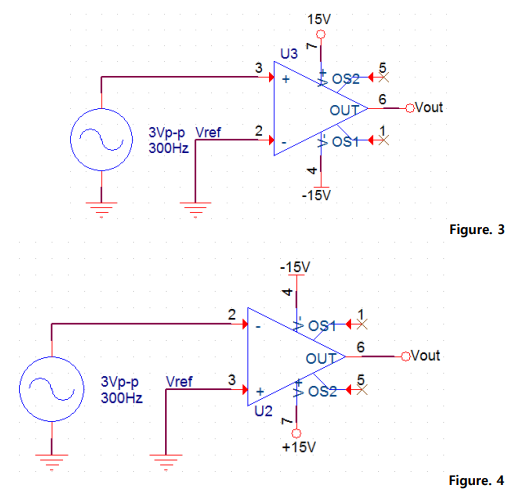 15V
7
U3
3
+
V+
OS2
5
3Vp-p
300Hz
Vref
2
-
OUT
6
Vout
V-
OS1
1
4
-15V
Figure. 3
-15V
4
2
-
V-
OS1
1
3Vp-p
300Hz
Vref
3
+
OUT
6
Vout
V+
OS2
5
U2
7
+15V
Figure. 4